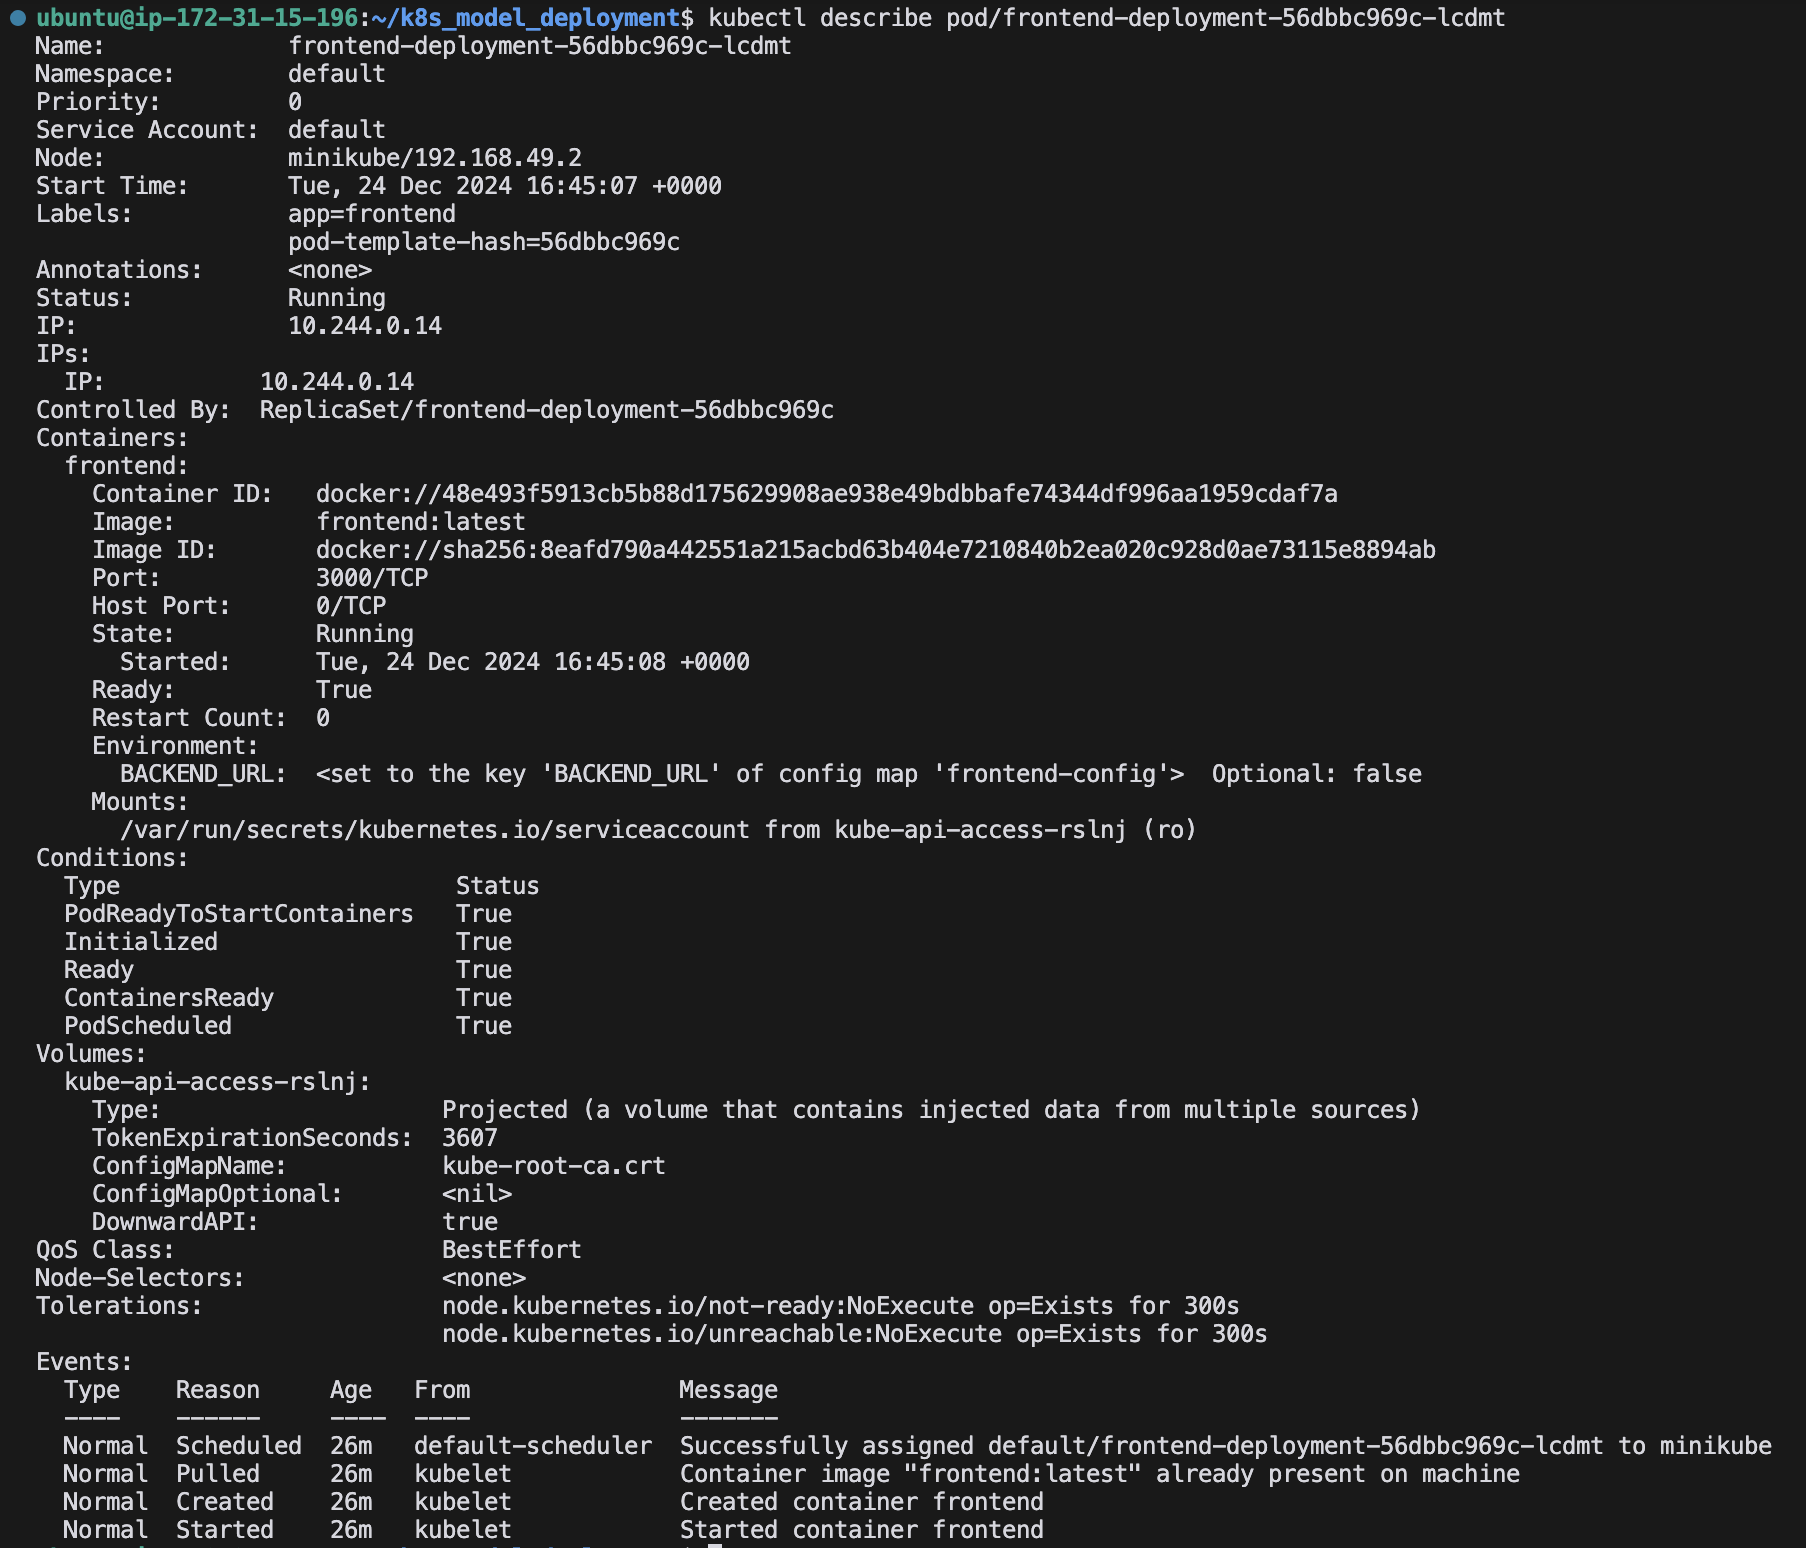 ubuntu@ip-172-31-15-196:~/k8s_model_deployment$ kubectl describe pod/frontend-deployment-56dbbc969c-lcdmt
Name:             frontend-deployment-56dbbc969c-lcdmt
Namespace:        default
Priority:         0
Service Account:  default
Node:             minikube/192.168.49.2
Start Time:       Tue, 24 Dec 2024 16:45:07 +0000
Labels:           app=frontend
                  pod-template-hash=56dbbc969c
Annotations:      <none>
Status:           Running
IP:               10.244.0.14
IPs:
  IP:           10.244.0.14
Controlled By:  ReplicaSet/frontend-deployment-56dbbc969c
Containers:
  frontend:
    Container ID:   docker://48e493f5913cb5b88d175629908ae938e49bdbbafe74344df996aa1959cdaf7a
    Image:          frontend:latest
    Image ID:       docker://sha256:8eafd790a442551a215acbd63b404e7210840b2ea020c928d0ae73115e8894ab
    Port:           3000/TCP
    Host Port:      0/TCP
    State:          Running
      Started:      Tue, 24 Dec 2024 16:45:08 +0000
    Ready:          True
    Restart Count:  0
    Environment:
      BACKEND_URL:  <set to the key 'BACKEND_URL' of config map 'frontend-config'>  Optional: false
    Mounts:
      /var/run/secrets/kubernetes.io/serviceaccount from kube-api-access-rslnj (ro)
Conditions:
  Type                        Status
  PodReadyToStartContainers   True
  Initialized                 True
  Ready                       True
  ContainersReady             True
  PodScheduled                True
Volumes:
  kube-api-access-rslnj:
    Type:                    Projected (a volume that contains injected data from multiple sources)
    TokenExpirationSeconds:  3607
    ConfigMapName:           kube-root-ca.crt
    ConfigMapOptional:       <nil>
    DownwardAPI:             true
QoS Class:                   BestEffort
Node-Selectors:              <none>
Tolerations:                 node.kubernetes.io/not-ready:NoExecute op=Exists for 300s
                             node.kubernetes.io/unreachable:NoExecute op=Exists for 300s
Events:
  Type    Reason     Age   From               Message
  ----    ------     ----  ----               -------
  Normal  Scheduled  26m   default-scheduler  Successfully assigned default/frontend-deployment-56dbbc969c-lcdmt to minikube
  Normal  Pulled     26m   kubelet            Container image "frontend:latest" already present on machine
  Normal  Created    26m   kubelet            Created container frontend
  Normal  Started    26m   kubelet            Started container frontend